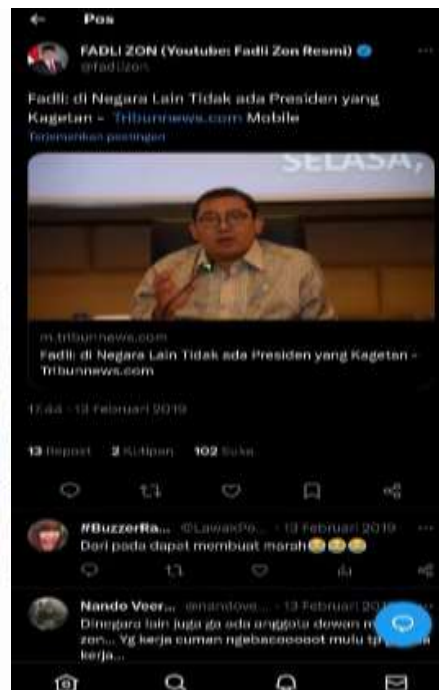 Pos
FADLI ZON (Youtube: Fadli Zon Resmi)
@fadlizon
Fadli: di Negara Lain Tidak ada Presiden yang
Kagetan - Tribunnews.com Mobile
Terjemahkan postingan
SELASA,
m.tribunnews.com
Fadli: di Negara Lain Tidak ada Presiden yang Kagetan -
Tribunnews.com
17.44 · 13 Februari 2019
13 Repost 2 Kutipan 102 Suka
#BuzzerRa... · 13 Februari 2019
Dari pada dapat membuat marah😂😂😂
Nando Veer... · 13 Februari 20
Dinegara lain juga ga ada anggota dewan
zon... Yg kerja cuman ngebacooooot mulu
kerja...